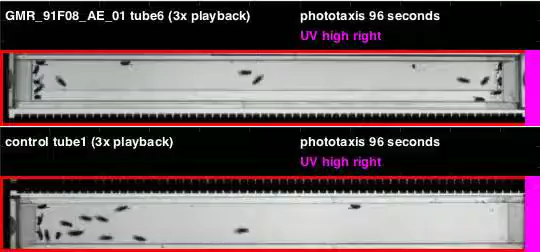 GMR_91F08_AE_01 tube6 (3x playback)
phototaxis 96 seconds
UV high right
control tube1 (3x playback)
phototaxis 96 seconds
UV high right